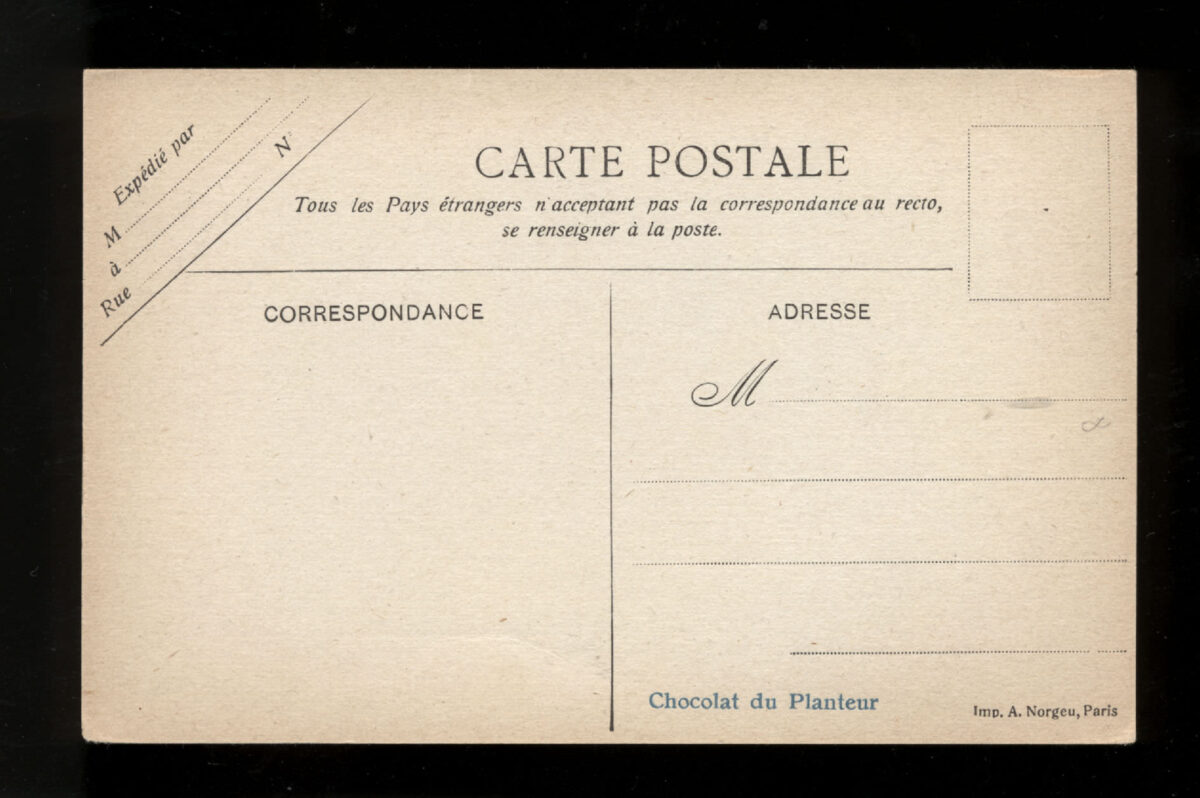 Expédié par
M
à
Rue N°
CARTE POSTALE
Tous les Pays étrangers n'acceptant pas la correspondance au recto,
se renseigner à la poste.
CORRESPONDANCE
ADRESSE
M
Chocolat du Planteur
Imp. A. Norgeu, Paris